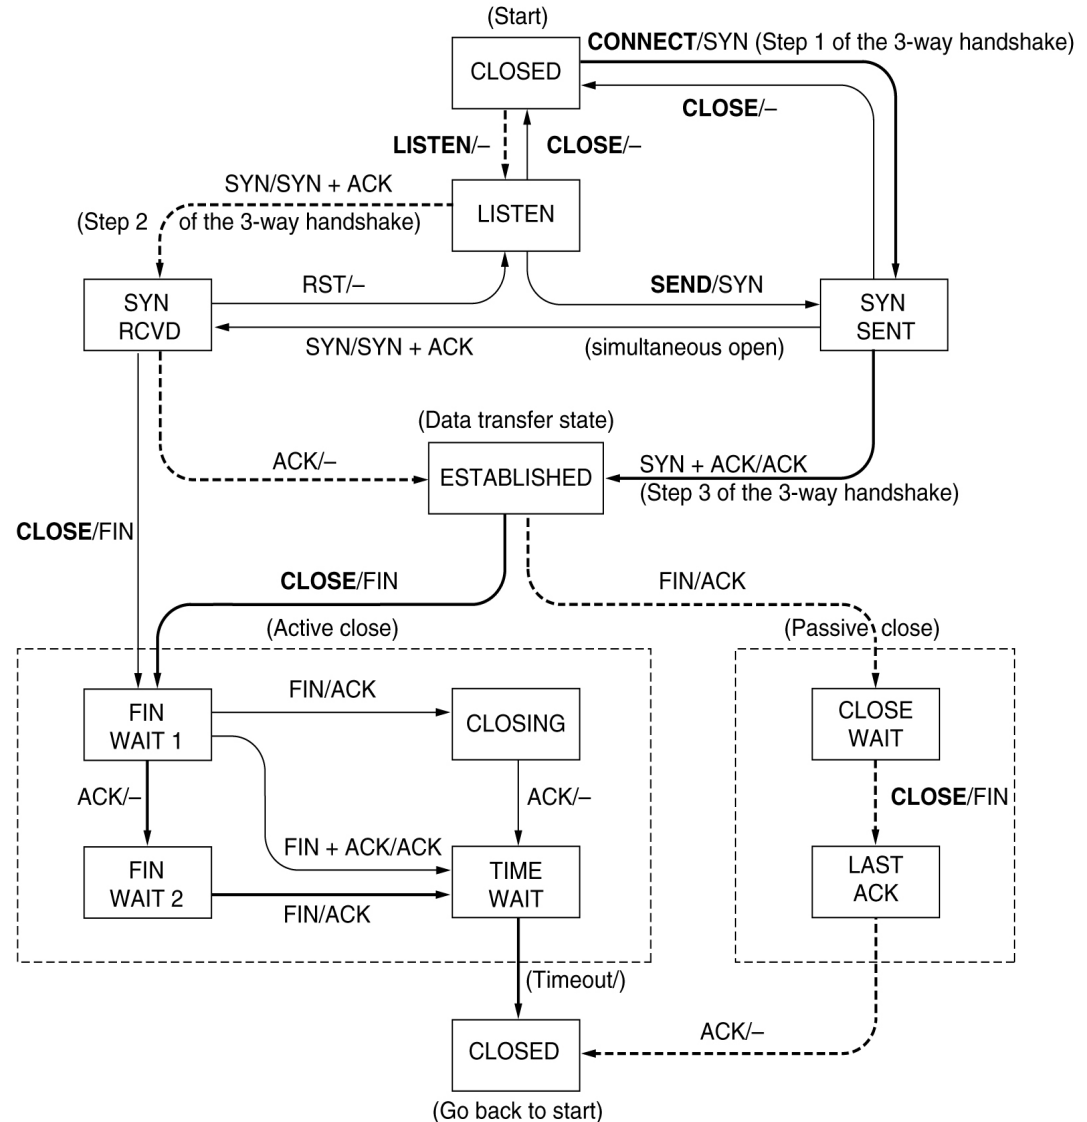 (Start)
CONNECT/SYN (Step 1 of the 3-way handshake)
CLOSED
CLOSE/–
LISTEN/–
CLOSE/–
SYN/SYN + ACK
(Step 2 of the 3-way handshake)
LISTEN
RST/–
SEND/SYN
SYN
RCVD
SYN
SENT
SYN/SYN + ACK
(simultaneous open)
(Data transfer state)
ACK/–
ESTABLISHED
SYN + ACK/ACK
(Step 3 of the 3-way handshake)
CLOSE/FIN
CLOSE/FIN
FIN/ACK
(Active close)
(Passive close)
FIN
WAIT 1
FIN/ACK
CLOSING
CLOSE
WAIT
ACK/–
ACK/–
CLOSE/FIN
FIN + ACK/ACK
FIN
WAIT 2
FIN/ACK
TIME
WAIT
LAST
ACK
(Timeout/)
CLOSED
ACK/–
(Go back to start)